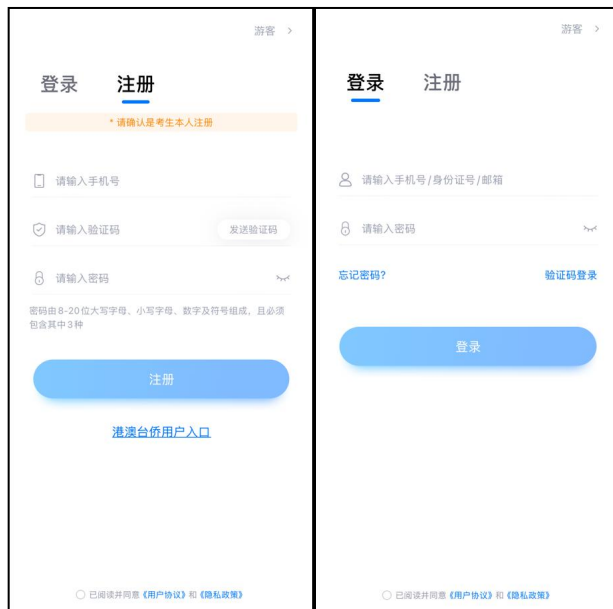 游客 >
登录 注册
* 请确认是考生本人注册
请输入手机号
请输入验证码 发送验证码
请输入密码
密码由8-20位大写字母、小写字母、数字及符号组成，且必须
包含其中3种
注册
港澳台侨用户入口
已阅读并同意《用户协议》和《隐私政策》
游客 >
登录 注册
请输入手机号/身份证号/邮箱
请输入密码
忘记密码? 验证码登录
登录
已阅读并同意《用户协议》和《隐私政策》